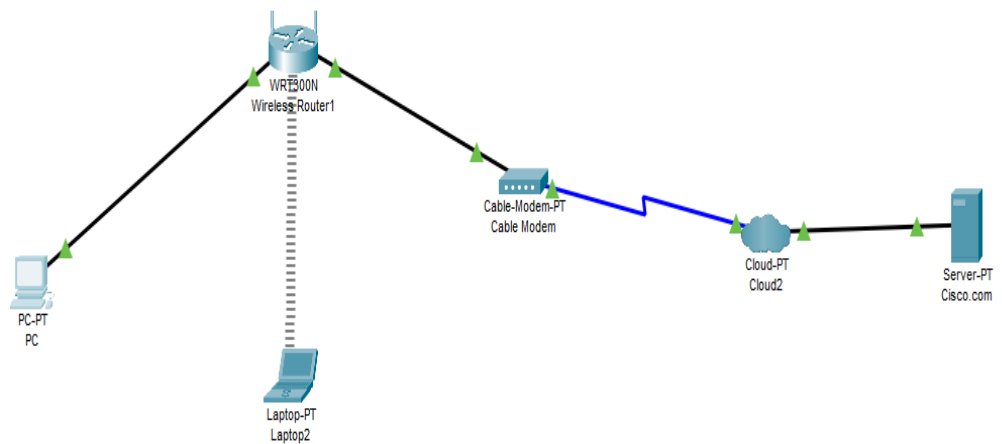 WRT300N
Wireless Router1
Cable-Modem-PT
Cable Modem
Cloud-PT
Cloud2
Server-PT
Cisco.com
PC-PT
PC
Laptop-PT
Laptop2